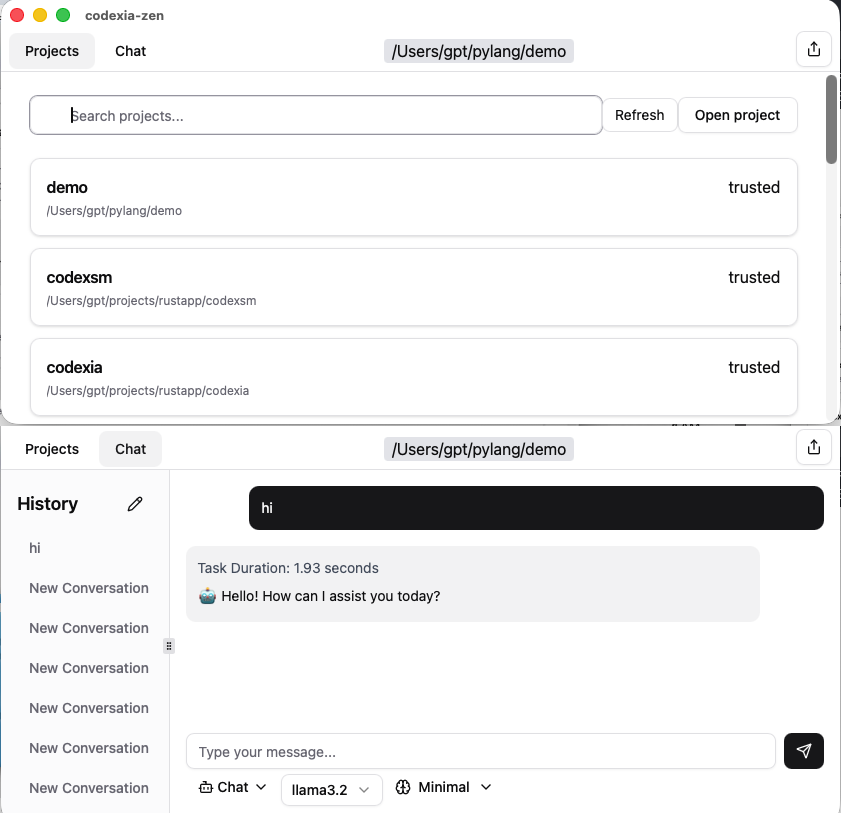 codexia-zen
Projects Chat /Users/gpt/pylang/demo
Search projects... Refresh Open project
demo trusted
/Users/gpt/pylang/demo
codexsm trusted
/Users/gpt/projects/rustapp/codexsm
codexia trusted
/Users/gpt/projects/rustapp/codexia
Projects Chat /Users/gpt/pylang/demo
History
hi
New Conversation
New Conversation
New Conversation
New Conversation
New Conversation
New Conversation
hi
Task Duration: 1.93 seconds
Hello! How can I assist you today?
Type your message...
Chat llama3.2 Minimal